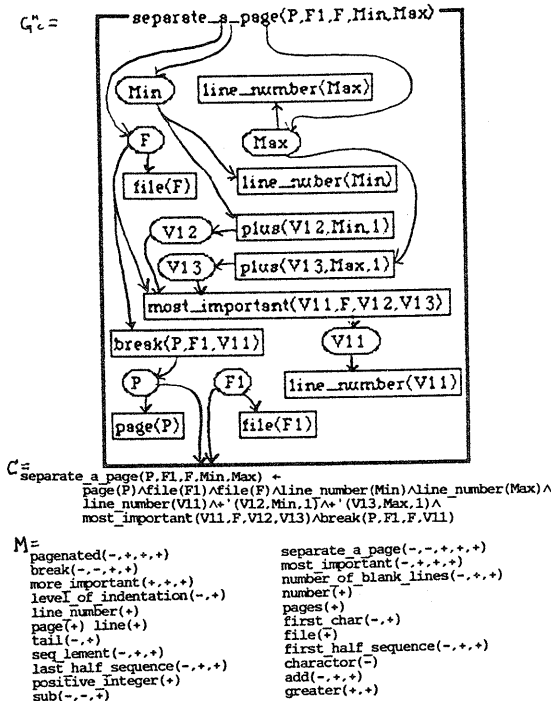 Gⁿc = separate_a_page(P,F1,F,Min,Max)
Min line_number(Max)
F Max
file(F) line_nuber(Min)
V12 plus(V12,Min,1)
V13 plus(V13,Max,1)
most_important(V11,F,V12,V13)
break(P,F1,V11) V11
P F1 line_number(V11)
page(P) file(F1)
C =
separate_a_page(P,F1,F,Min,Max) ←
page(P)∧file(F1)∧file(F)∧line_number(Min)∧line_number(Max)∧
line_number(V11)∧+'(V12,Min,1)∧+'(V13,Max,1)∧
most_important(V11,F,V12,V13)∧break(P,F1,F,V11)
M =
pagenated(-,+,+,+) separate_a_page(-,-,+,+,+)
break(-,-,+,+) most_important(-,+,+,+)
more_important(+,+,+) number_of_blank_lines(-,+,+)
level_of_indentation(-,+) number(+)
line_number(+) pages(+)
page(+) line(+) first_char(-,+)
tail(-,+) file(+)
seq_lement(-,+,+) first_half_sequence(-,+,+)
last_half_sequence(-,+,+) charactor(-)
positive_integer(+) add(-,+,+)
sub(-,-,+) greater(+,+)